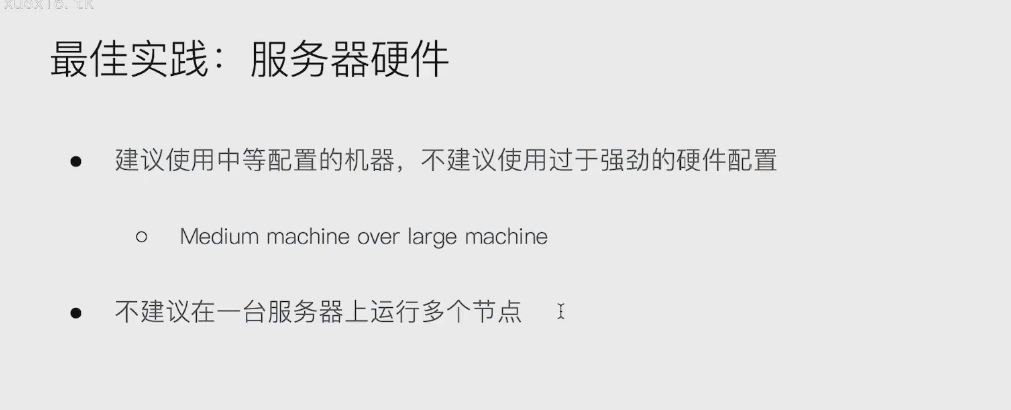 最佳实践：服务器硬件
● 建议使用中等配置的机器，不建议使用过于强劲的硬件配置
○ Medium machine over large machine
● 不建议在一台服务器上运行多个节点